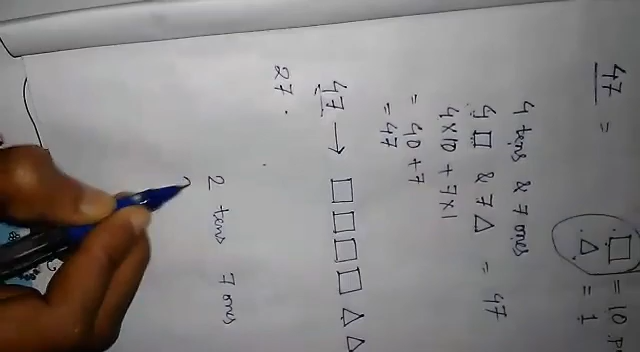 □ = 10
△ = 1
47 =
4 tens & 7 ones
4 □ & 7 △ = 47
4×10 + 7×1
= 40 + 7
= 47
47 → □ □ □ □ △ △
27.
2 tens 7 ones